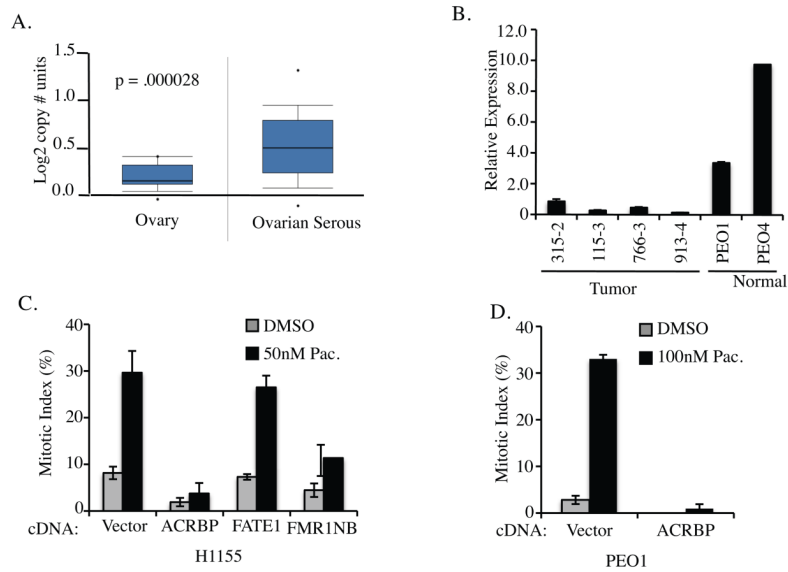 A.
Log2 copy # units
1.5
1.0
0.5
0.0
p = .000028
Ovary
Ovarian Serous
B.
Relative Expression
12.0
10.0
8.0
6.0
4.0
2.0
0
315-2
115-3
766-3
913-4
PEO1
PEO4
Tumor
Normal
C.
Mitotic Index (%)
40
30
20
10
0
DMSO
50nM Pac.
cDNA:
Vector
ACRBP
FATE1
FMR1NB
H1155
D.
Mitotic Index (%)
40
30
20
10
0
DMSO
100nM Pac.
cDNA:
Vector
ACRBP
PEO1